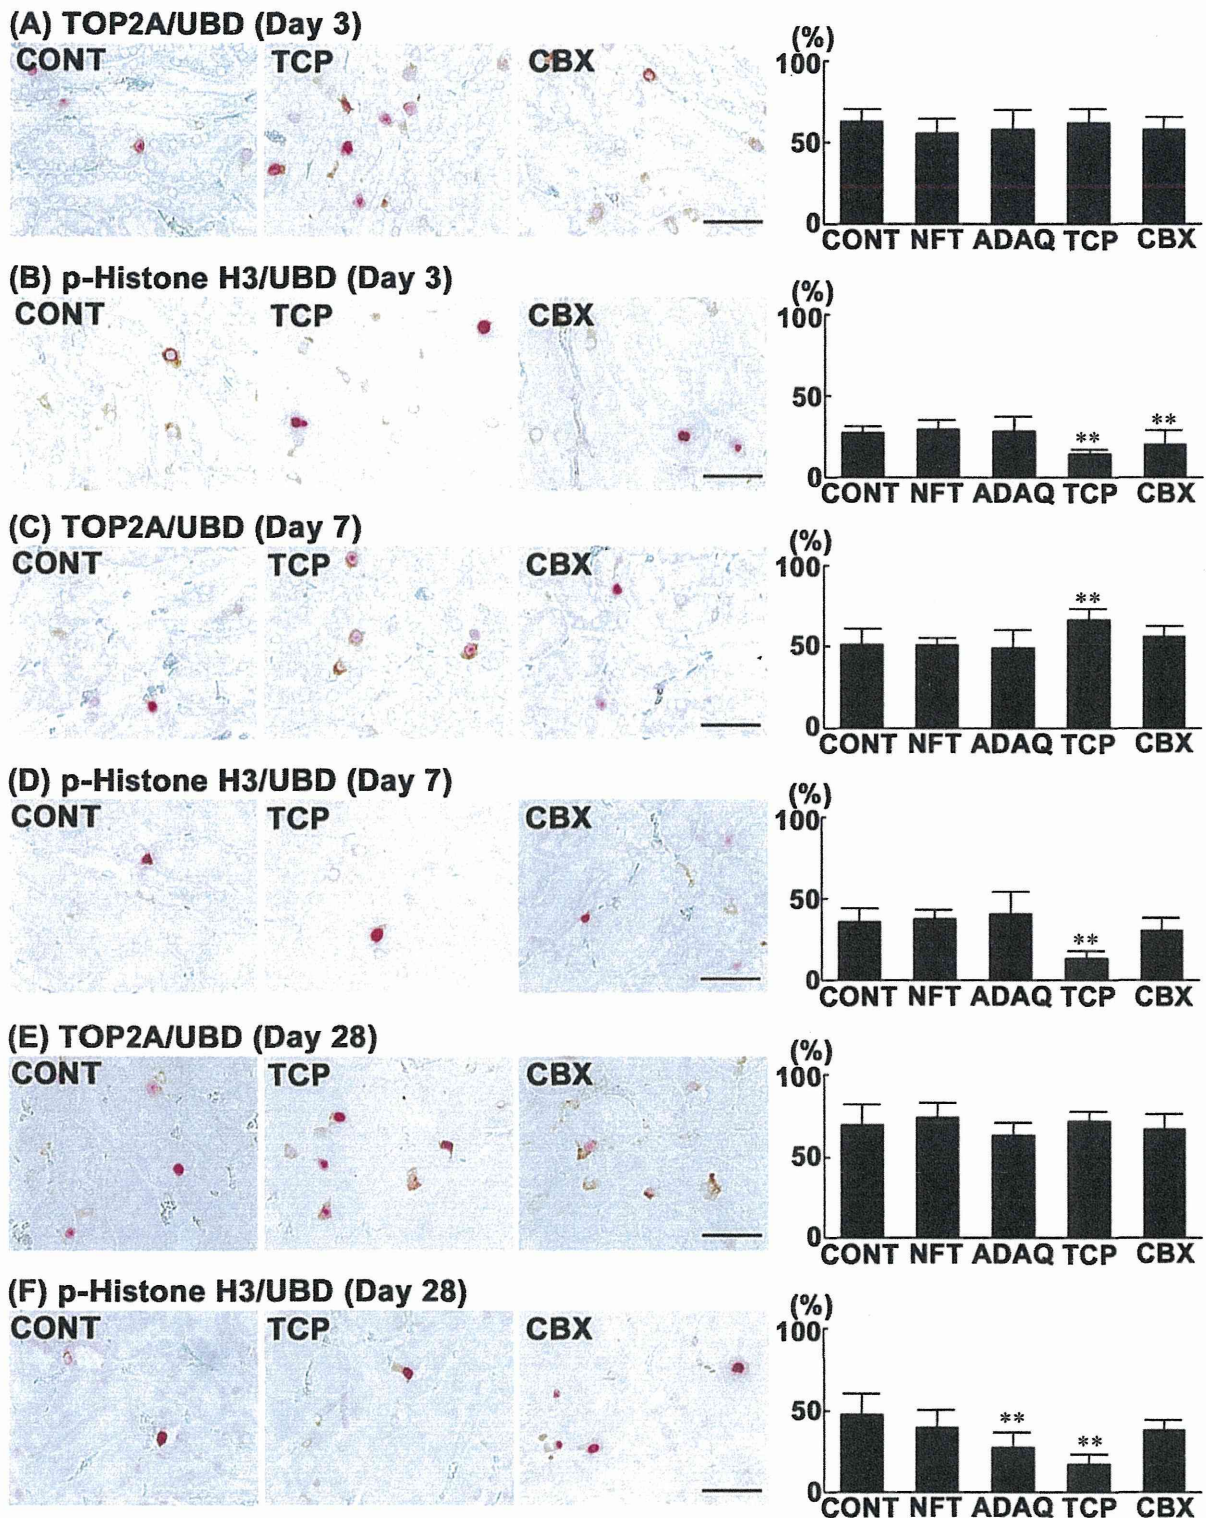 (A) TOP2A/UBD (Day 3)
CONT TCP CBX
(%)
100
50
0
CONT NFT ADAQ TCP CBX
(B) p-Histone H3/UBD (Day 3)
CONT TCP CBX
(%)
100
50
** **
0
CONT NFT ADAQ TCP CBX
(C) TOP2A/UBD (Day 7)
CONT TCP CBX
(%)
100
**
50
0
CONT NFT ADAQ TCP CBX
(D) p-Histone H3/UBD (Day 7)
CONT TCP CBX
(%)
100
50
**
0
CONT NFT ADAQ TCP CBX
(E) TOP2A/UBD (Day 28)
CONT TCP CBX
(%)
100
50
0
CONT NFT ADAQ TCP CBX
(F) p-Histone H3/UBD (Day 28)
CONT TCP CBX
(%)
100
50
** **
0
CONT NFT ADAQ TCP CBX